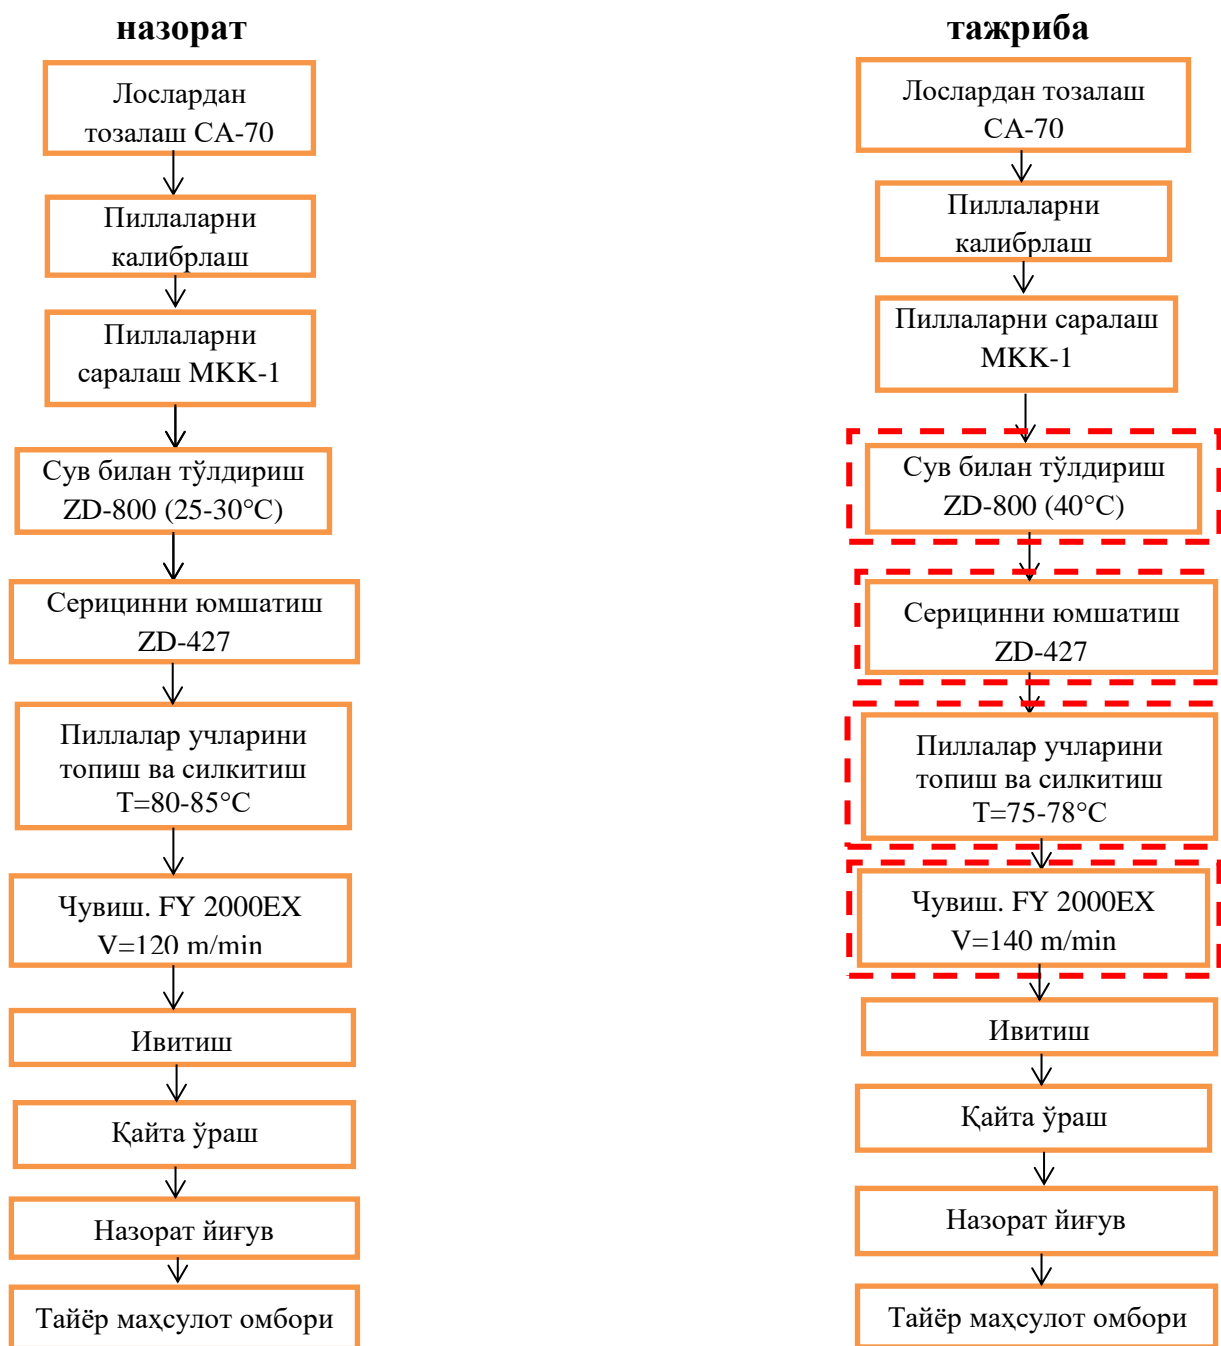 назорат
Лослардан
тозалаш СА-70
Пиллаларни
калибрлаш
Пиллаларни
саралаш МКК-1
Сув билан тўлдириш
ZD-800 (25-30°C)
Серицинни юмшатиш
ZD-427
Пиллалар учларини
топиш ва силкитиш
T=80-85°C
Чувиш. FY 2000EX
V=120 m/min
Ивитиш
Қайта ўраш
Назорат йиғув
Тайёр маҳсулот омбори
тажриба
Лослардан тозалаш
СА-70
Пиллаларни
калибрлаш
Пиллаларни саралаш
МКК-1
Сув билан тўлдириш
ZD-800 (40°C)
Серицинни юмшатиш
ZD-427
Пиллалар учларини
топиш ва силкитиш
T=75-78°C
Чувиш. FY 2000EX
V=140 m/min
Ивитиш
Қайта ўраш
Назорат йиғув
Тайёр маҳсулот омбори